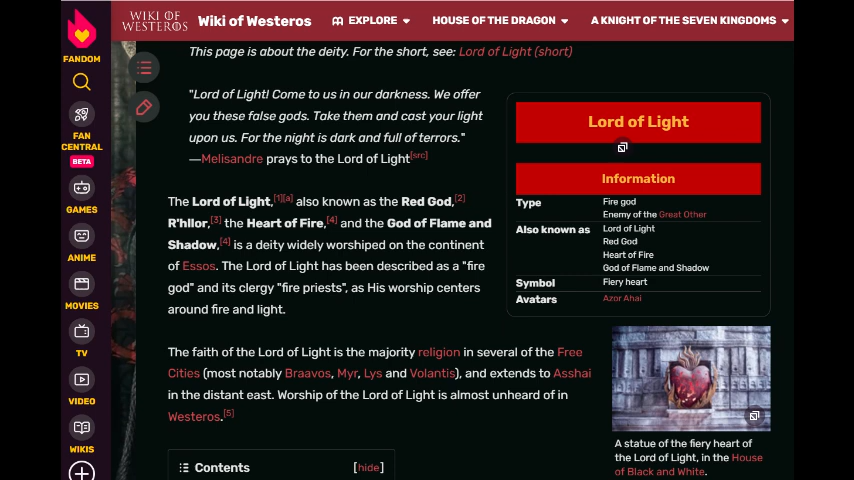 WIKI OF
WESTEROS
Wiki of Westeros
EXPLORE
HOUSE OF THE DRAGON
A KNIGHT OF THE SEVEN KINGDOMS
FANDOM
FAN
CENTRAL
BETA
GAMES
ANIME
MOVIES
TV
VIDEO
WIKIS
This page is about the deity. For the short, see: Lord of Light (short)
"Lord of Light! Come to us in our darkness. We offer
you these false gods. Take them and cast your light
upon us. For the night is dark and full of terrors."
—Melisandre prays to the Lord of Light[src]
The Lord of Light,[1][a] also known as the Red God,[2]
R'hllor,[3] the Heart of Fire,[4] and the God of Flame and
Shadow,[4] is a deity widely worshiped on the continent
of Essos. The Lord of Light has been described as a "fire
god" and its clergy "fire priests", as His worship centers
around fire and light.
Lord of Light
Information
Type Fire god
Enemy of the Great Other
Also known as Lord of Light
Red God
Heart of Fire
God of Flame and Shadow
Symbol Fiery heart
Avatars Azor Ahai
The faith of the Lord of Light is the majority religion in several of the Free
Cities (most notably Braavos, Myr, Lys and Volantis), and extends to Asshai
in the distant east. Worship of the Lord of Light is almost unheard of in
Westeros.[5]
A statue of the fiery heart of
the Lord of Light, in the House
of Black and White.
Contents [hide]